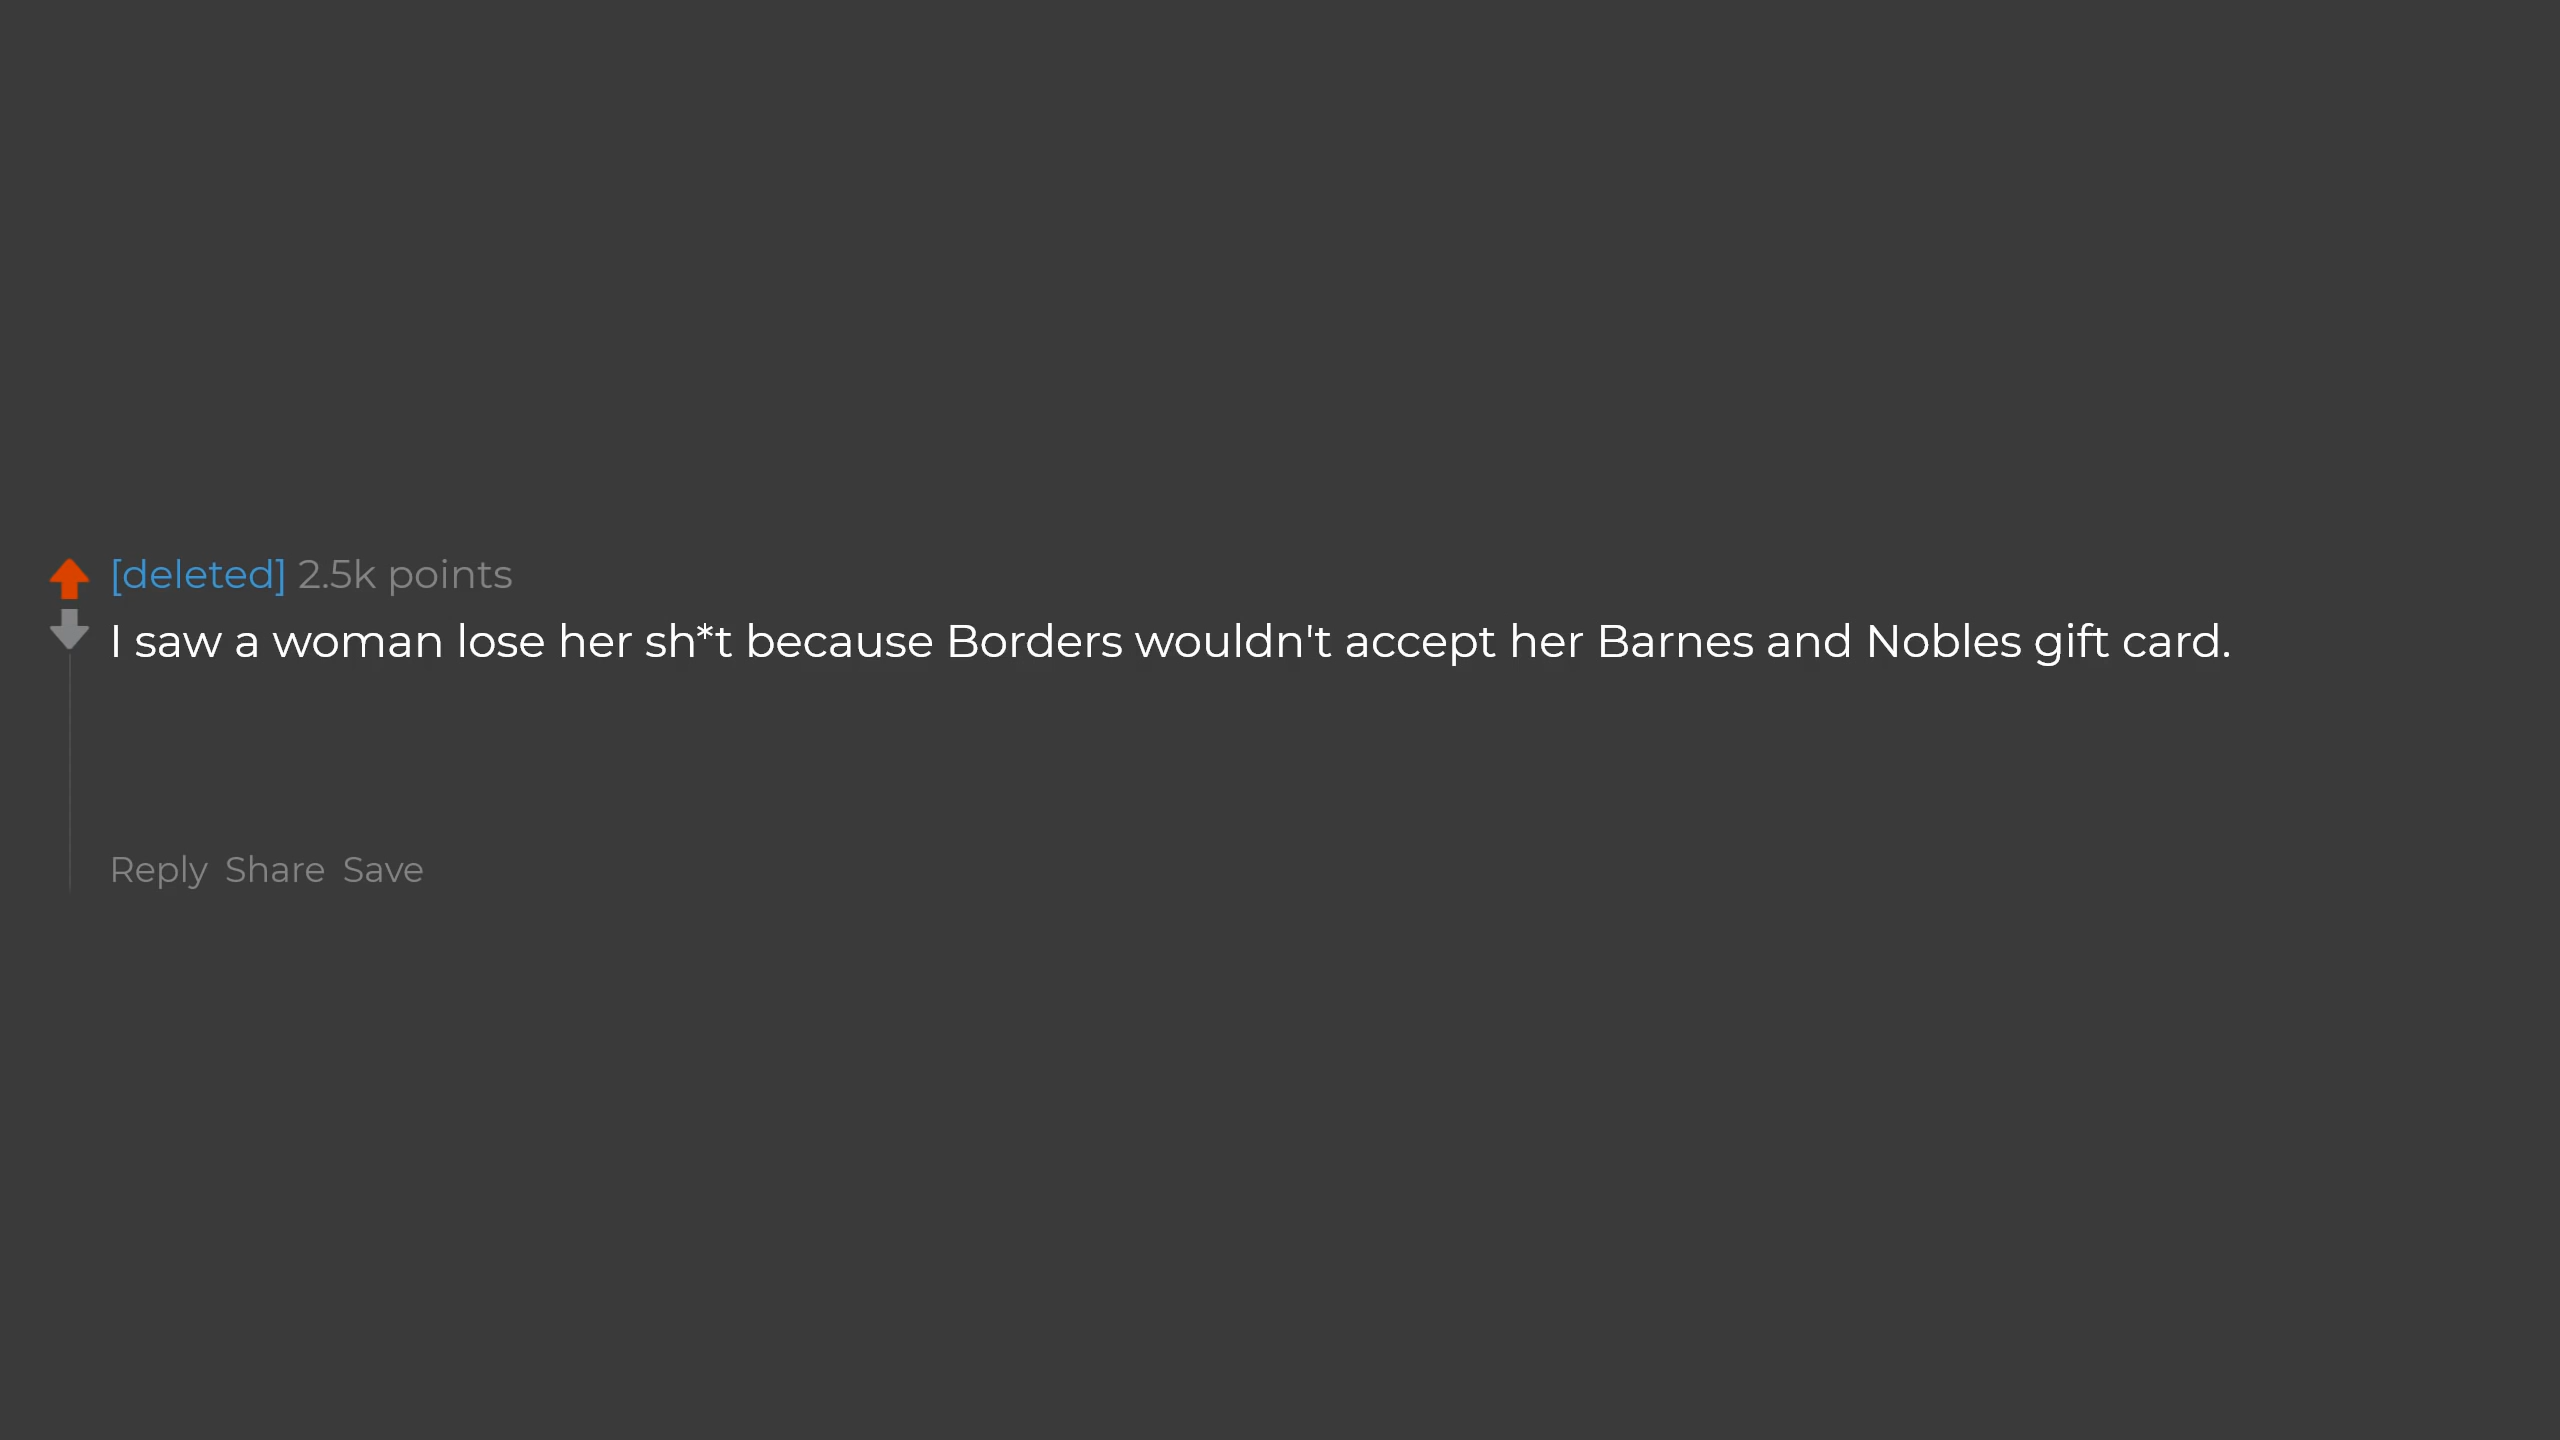 [deleted] 2.5k points
I saw a woman lose her sh*t because Borders wouldn't accept her Barnes and Nobles gift card.
Reply Share Save